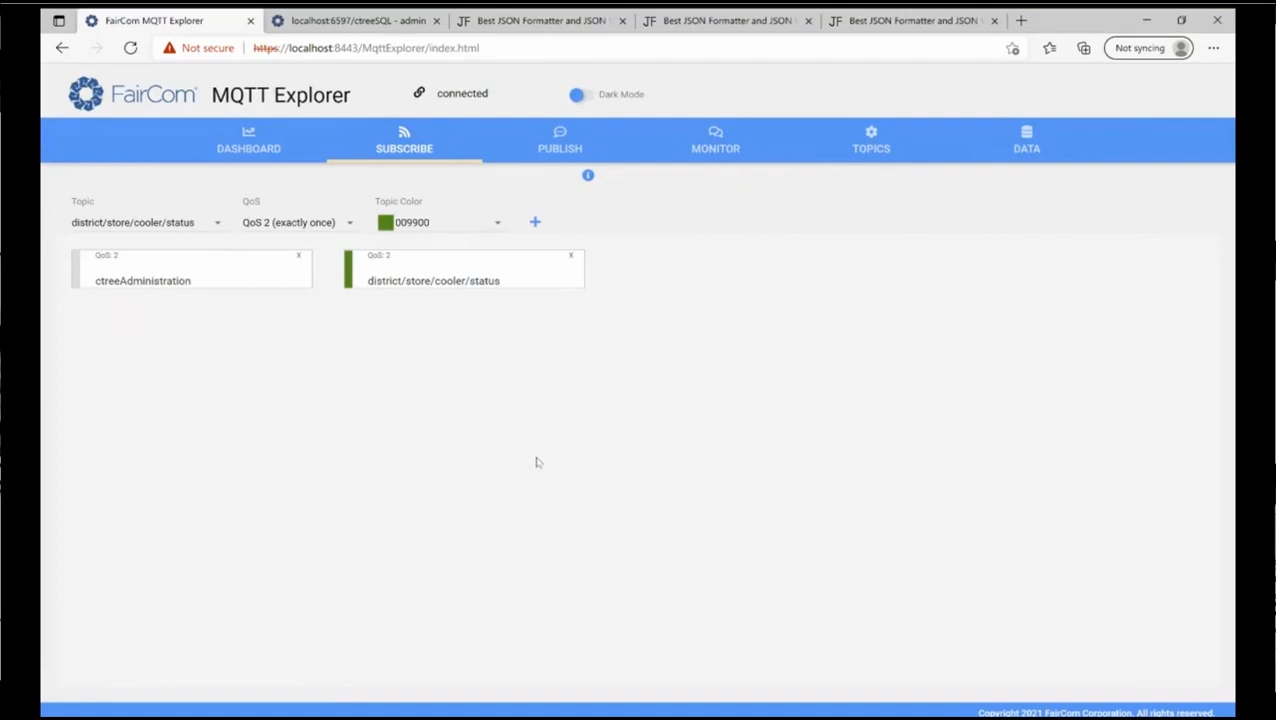 FairCom MQTT Explorer
localhost:6597/ctreeSQL - admin
JF Best JSON Formatter and JSON
JF Best JSON Formatter and JSON
JF Best JSON Formatter and JSON
Not secure https://localhost:8443/MqttExplorer/index.html Not syncing
FairCom MQTT Explorer connected Dark Mode
DASHBOARD SUBSCRIBE PUBLISH MONITOR TOPICS DATA
Topic QoS Topic Color
district/store/cooler/status QoS 2 (exactly once) 009900
QoS: 2 X
ctreeAdministration
QoS: 2 X
district/store/cooler/status
Copyright 2021 FairCom Corporation. All rights reserved.